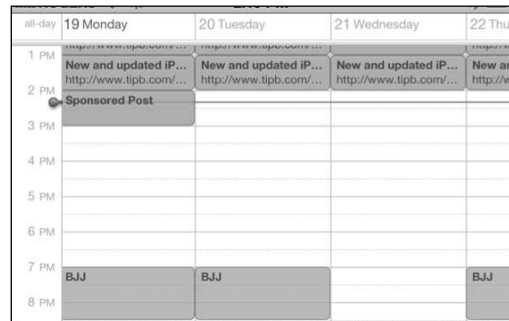 all-day 19 Monday 20 Tuesday 21 Wednesday 22 Thu
1 PM
New and updated iP... New and updated iP... New and updated iP... New an
http://www.tipb.com/... http://www.tipb.com/... http://www.tipb.com/... http://w
2 PM
Sponsored Post
3 PM
4 PM
5 PM
6 PM
7 PM
BJJ BJJ BJJ
8 PM